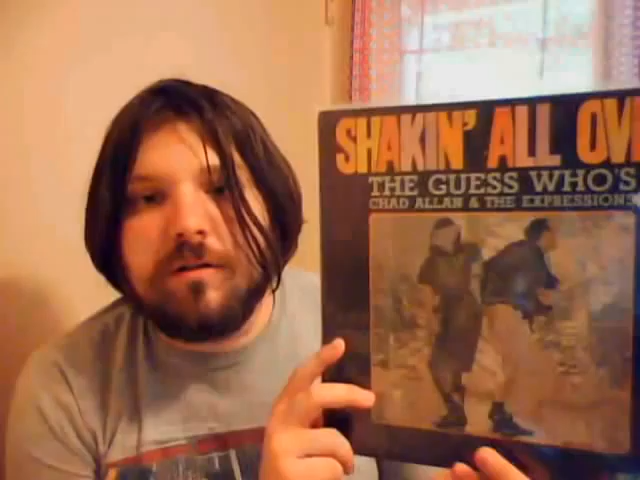 SHAKIN' ALL OV
THE GUESS WHO'S
CHAD ALLAN & THE EXPRESSIONS